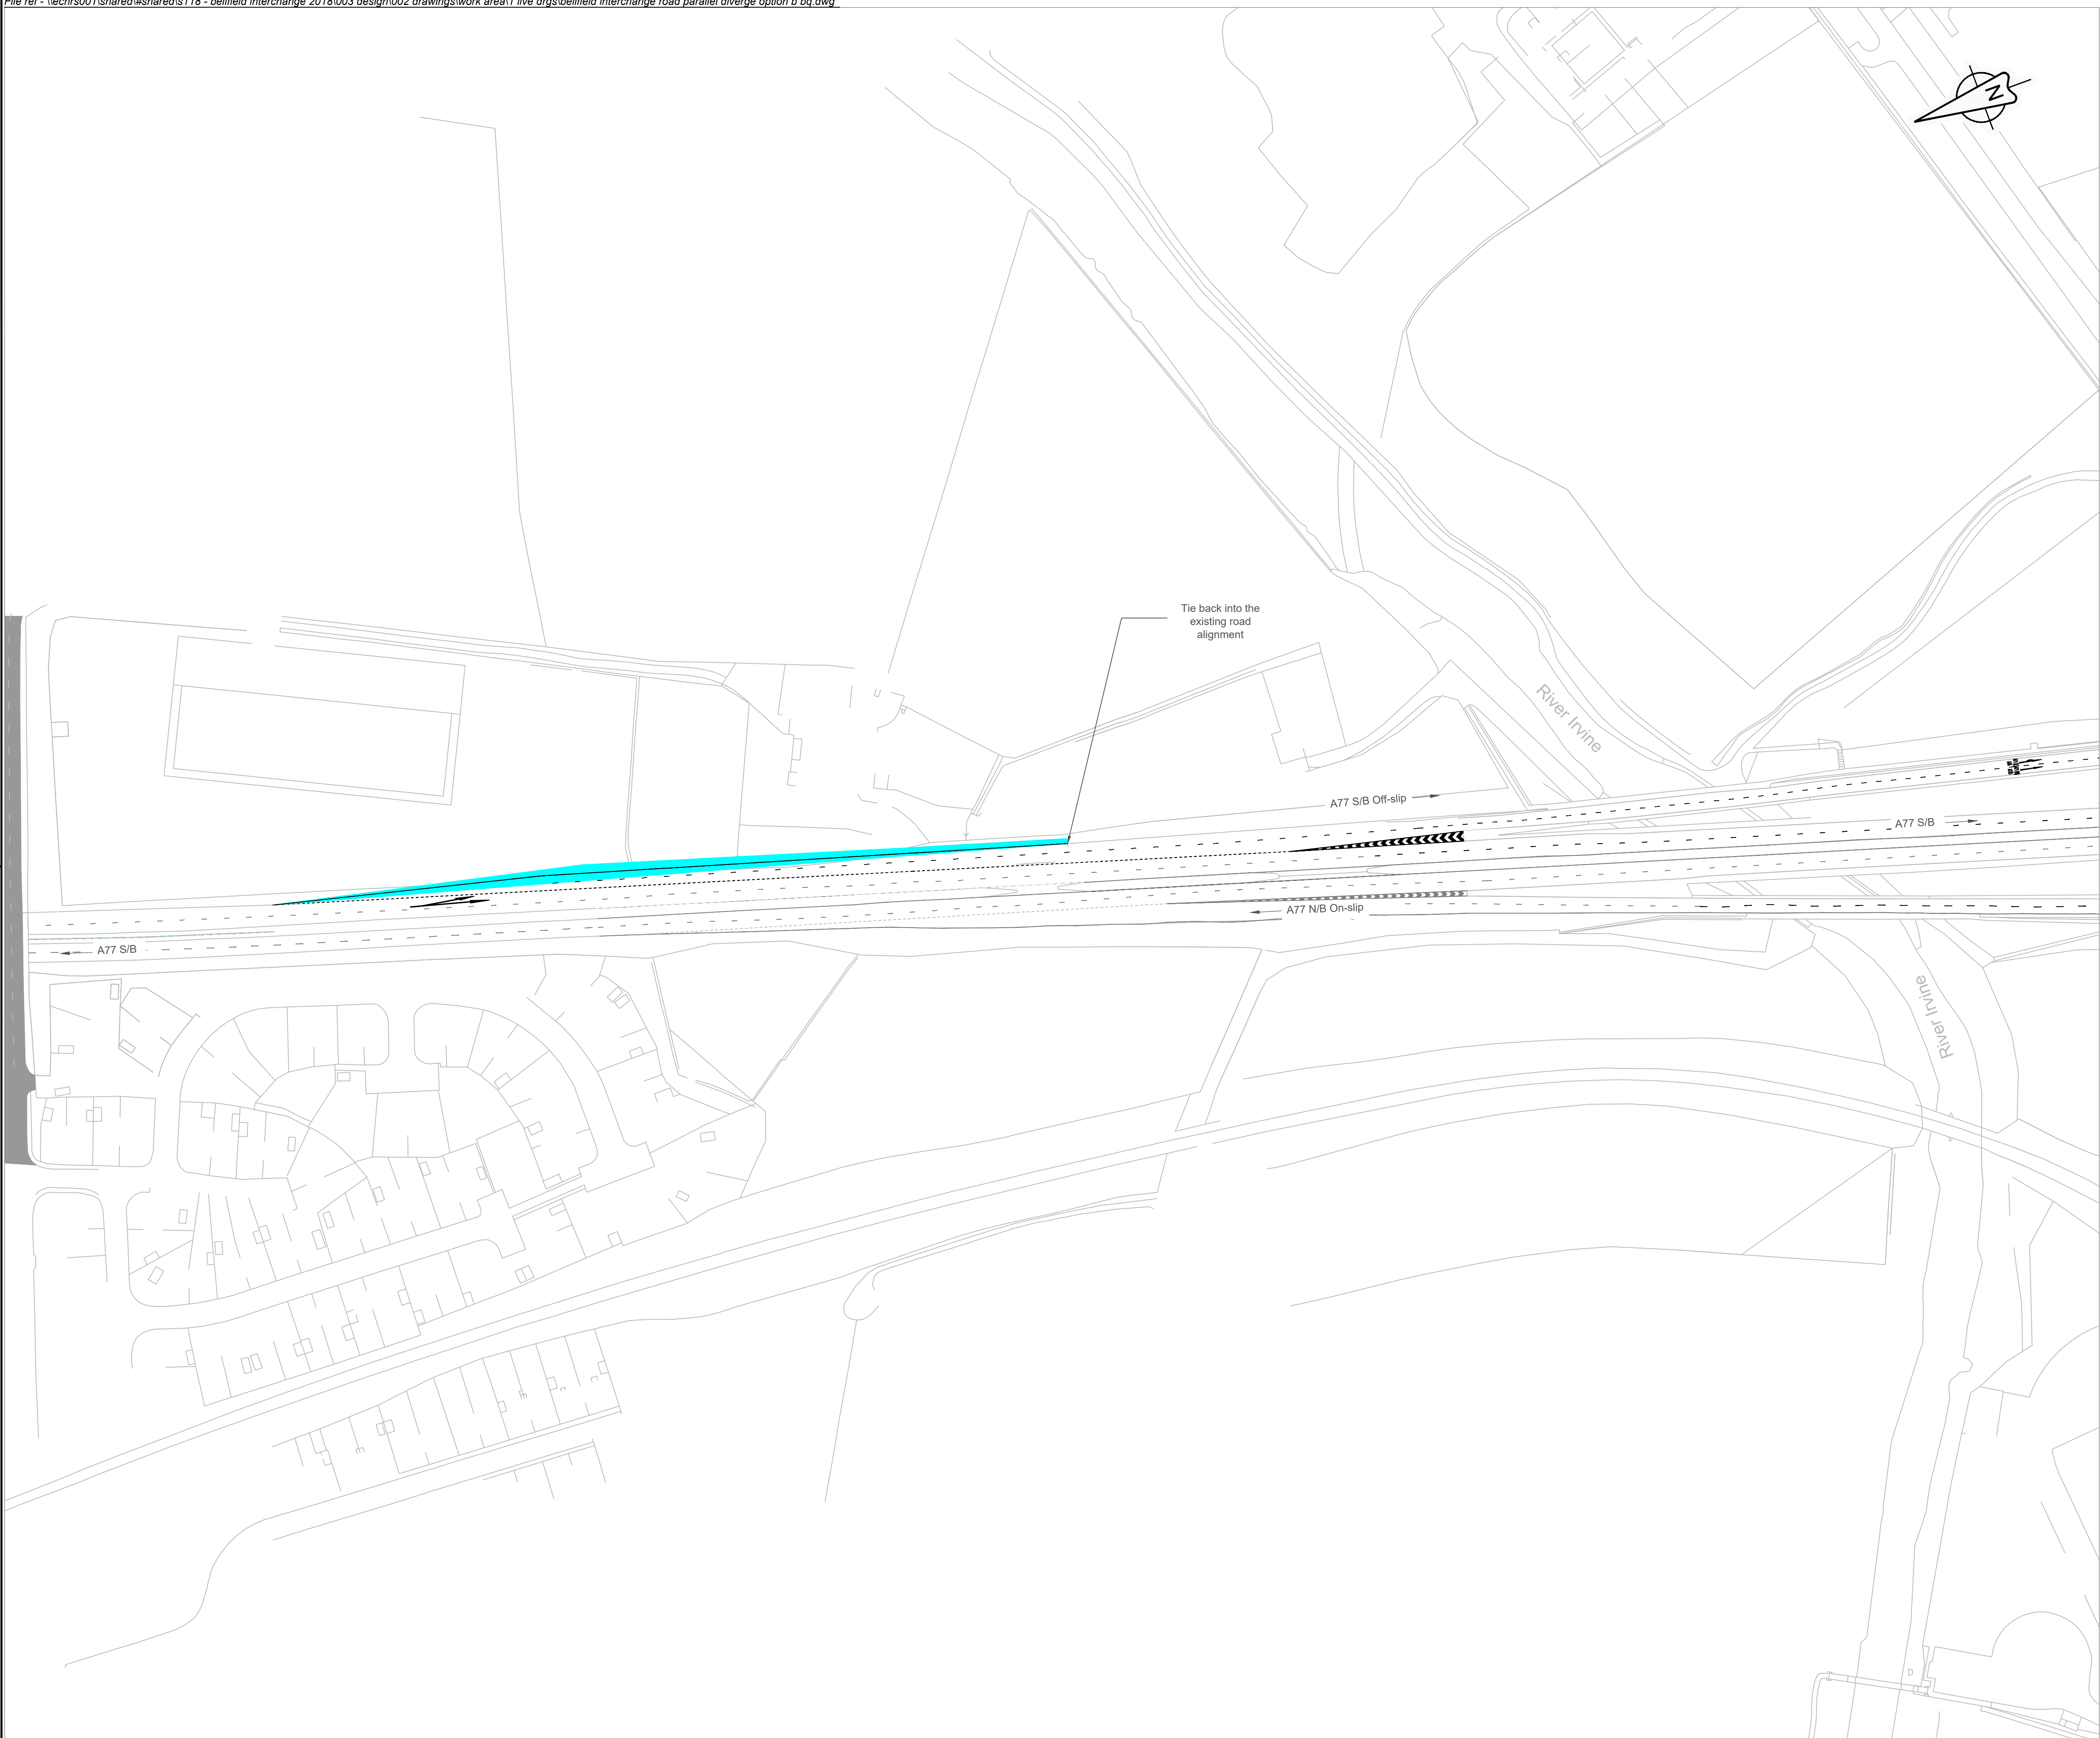 File ref - \\echrs001\shared\#shared\s118 - bellfield interchange 2018\003 design\002 drawings\work area\1 live drgs\bellfield interchange road parallel diverge option b bq.dwg
N
Tie back into the
existing road
alignment
River Irvine
A77 S/B Off-slip
A77 S/B
A77 N/B On-slip
A77 S/B
River Irvine